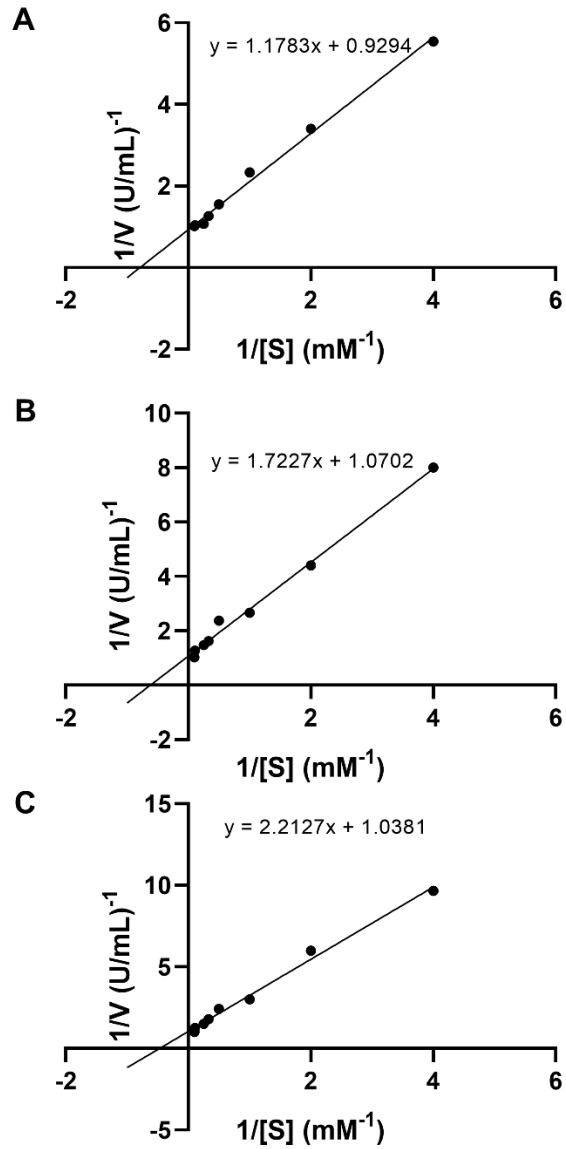 A
6
y = 1.1783x + 0.9294
4
2
1/V (U/mL)⁻¹
-2
2
4
6
-2
1/[S] (mM⁻¹)
B
10
y = 1.7227x + 1.0702
8
6
4
2
1/V (U/mL)⁻¹
-2
2
4
6
-2
1/[S] (mM⁻¹)
C
15
y = 2.2127x + 1.0381
10
5
1/V (U/mL)⁻¹
-2
2
4
6
-5
1/[S] (mM⁻¹)